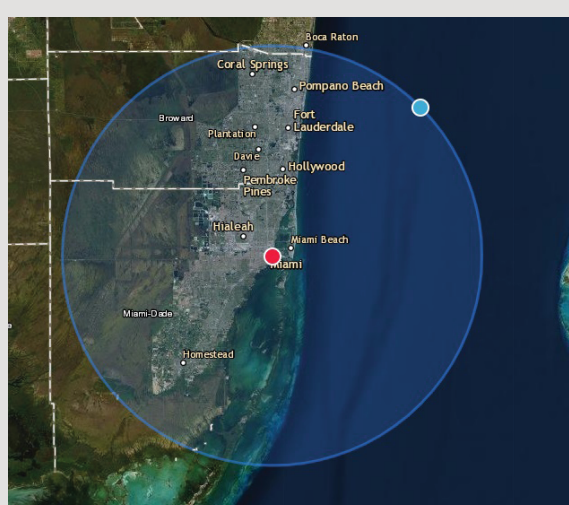 Boca Raton
Coral Springs
Pompano Beach
Broward
Fort
Lauderdale
Plantation
Davie
Hollywood
Pembroke
Pines
Hialeah
Miami Beach
Miami
Miami-Dade
Homestead